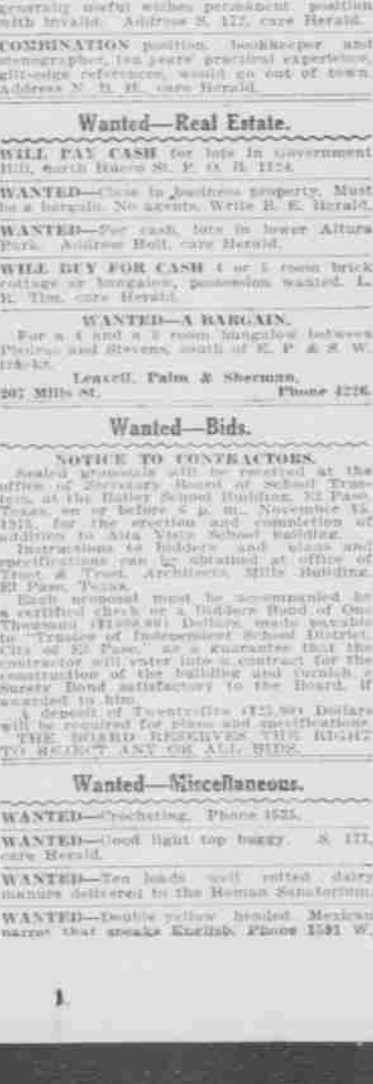 generally useful wishes permanent position
with invalid. Address S. 172, care Herald.
COMBINATION position, bookkeeper and
stenographer, ten years' practical experience,
gilt-edge references, would go out of town.
Address N. D. H., care Herald.
Wanted—Real Estate.
WILL PAY CASH for lots in Government
Hill, north St. P. O. B. 1124.
WANTED—Close in business property. Must
be a bargain. No agents. Write B. E. Herald.
WANTED—For cash, lots in lower Altura
Park. Address Holt, care Herald.
WILL BUY FOR CASH 4 or 5 room brick
cottage or bungalow, possession wanted. L.
R. Tim, care Herald.
WANTED—A BARGAIN.
For a 4 and a 5 room bungalow between
Piedras and Stevens, south of E. P. & S. W.
tracks.
Leavell, Palm & Sherman,
207 Mills St. Phone 4226.
Wanted—Bids.
NOTICE TO CONTRACTORS.
Sealed proposals will be received at the
office of Secretary Board of School Trus-
tees, at the School Building, El Paso,
Texas, on or before 6 p. m., November 15,
for the erection and completion of
addition to Alta Vista School building.
Instructions to bidders and plans and
specifications can be obtained at office of
Trost & Trost, Architects, Mills Building,
El Paso, Texas.
Each proposal must be accompanied by
a certified check or a Bidders Bond of One
Thousand ($1000.00) Dollars, made payable
to "Trustee of Independent School District,
City of El Paso," as a guarantee that the
contractor will enter into a contract for the
construction of the building and furnish a
Surety Bond satisfactory to the Board, if
awarded to him.
A deposit of Twentyfive ($25.00) Dollars
will be required for plans and specifications.
THE BOARD RESERVES THE RIGHT
TO REJECT ANY OR ALL BIDS.
Wanted—Miscellaneous.
WANTED—Crocheting. Phone 1525.
WANTED—Good light top buggy. S. 177,
care Herald.
WANTED—Ten loads well rotted dairy
manure delivered to the Homan Sanatorium.
WANTED—Double yellow headed Mexican
parrot that speaks English. Phone 1591 W.